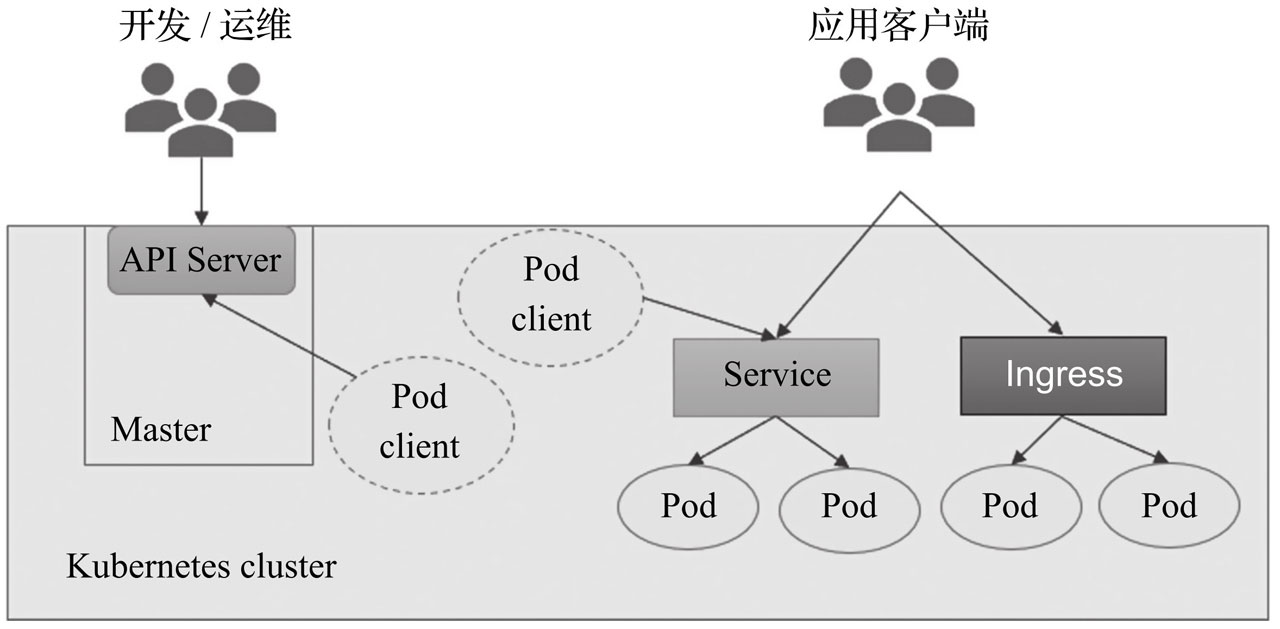 开发 / 运维
应用客户端
API Server
Pod
client
Pod
client
Service
Ingress
Master
Pod
Pod
Pod
Pod
Kubernetes cluster